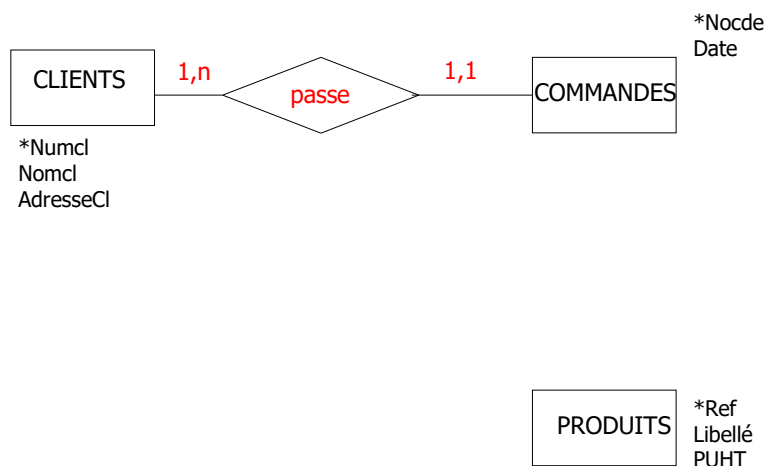 *Nocde
Date
CLIENTS
1,n
passe
1,1
COMMANDES
*Numcl
Nomcl
AdresseCl
PRODUITS
*Ref
Libellé
PUHT